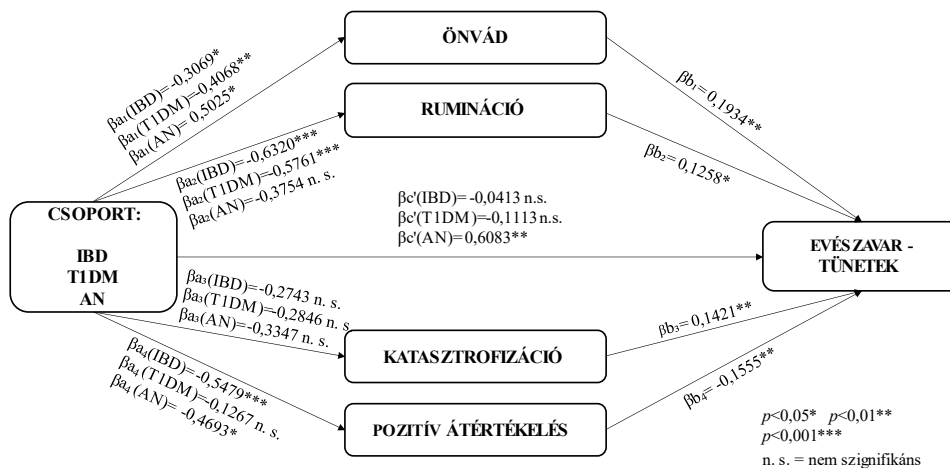 ÖNVÁD
βa₁(IBD)=-0,3069*
βa₁(T1DM)=-0,4068**
βa₁(AN)= 0,5025*
βb₁= 0,1934**
RUMINÁCIÓ
βa₂(IBD)=-0,6320***
βa₂(T1DM)=-0,5761***
βa₂(AN)=-0,3754 n. s.
βb₂= 0,1258*
CSOPORT:
IBD
T1DM
AN
βc'(IBD)= -0,0413 n.s.
βc'(T1DM)=-0,1113 n.s.
βc'(AN)= 0,6083**
EVÉSZAVAR -
TÜNETEK
βa₃(IBD)=-0,2743 n. s.
βa₃(T1DM)=-0,2846 n. s.
βa₃(AN)=-0,3347 n. s.
KATASZTROFIZÁCIÓ
βb₃= 0,1421**
βa₄(IBD)=-0,5479***
βa₄(T1DM)=-0,1267 n. s.
βa₄(AN)= -0,4693*
POZITÍV ÁTÉRTÉKELÉS
βb₄= -0,1555**
p<0,05* p<0,01**
p<0,001***
n. s. = nem szignifikáns